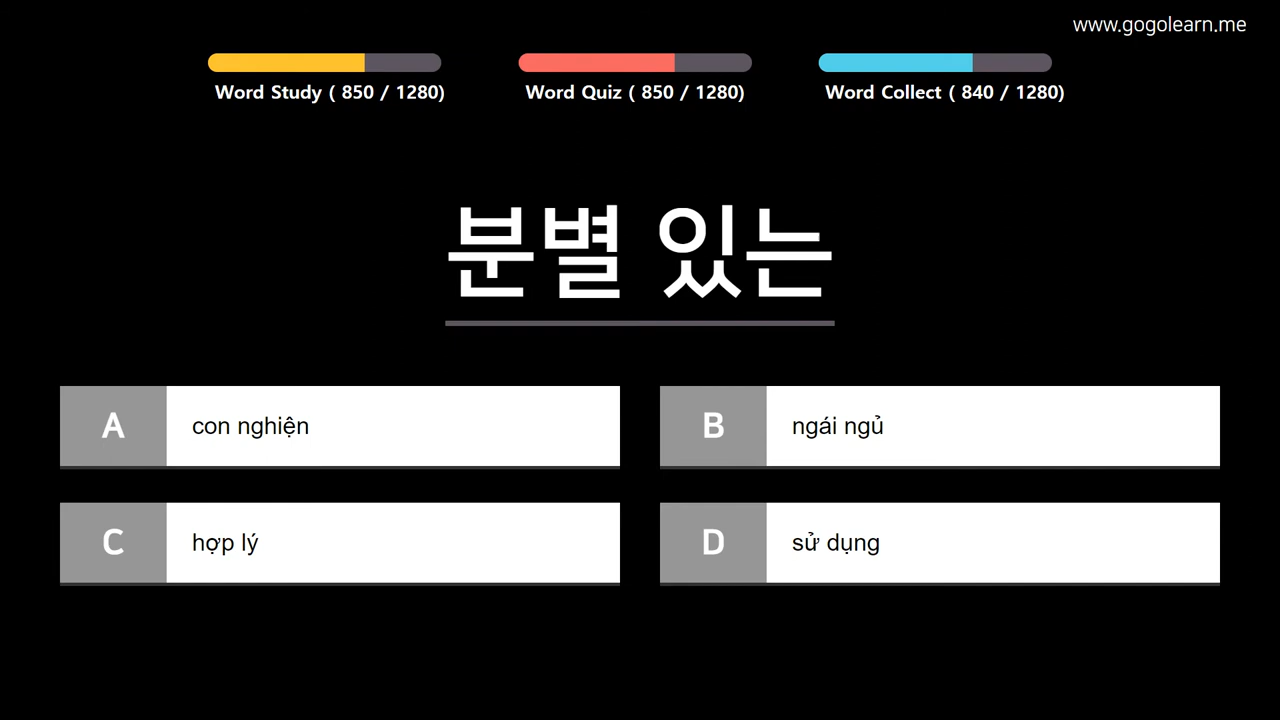 www.gogolearn.me
Word Study ( 850 / 1280)
Word Quiz ( 850 / 1280)
Word Collect ( 840 / 1280)
분별 있는
A
con nghiện
B
ngái ngủ
C
hợp lý
D
sử dụng